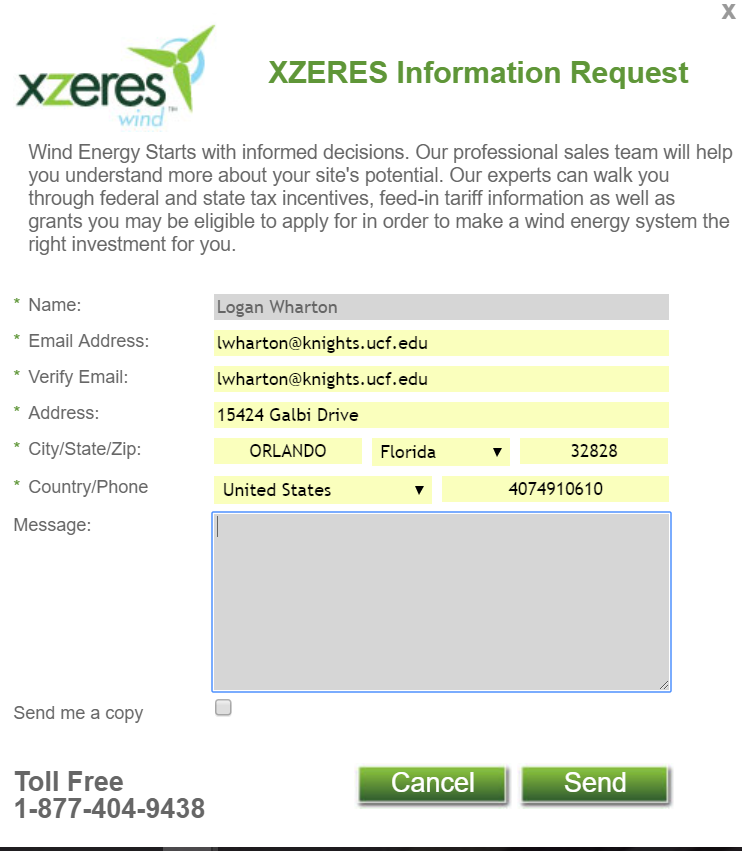 X
xzeres™
wind
XZERES Information Request
Wind Energy Starts with informed decisions. Our professional sales team will help
you understand more about your site's potential. Our experts can walk you
through federal and state tax incentives, feed-in tariff information as well as
grants you may be eligible to apply for in order to make a wind energy system the
right investment for you.
* Name: Logan Wharton
* Email Address: lwharton@knights.ucf.edu
* Verify Email: lwharton@knights.ucf.edu
* Address: 15424 Galbi Drive
* City/State/Zip: ORLANDO Florida 32828
* Country/Phone United States 4074910610
Message:
Send me a copy
Toll Free
1-877-404-9438
Cancel Send